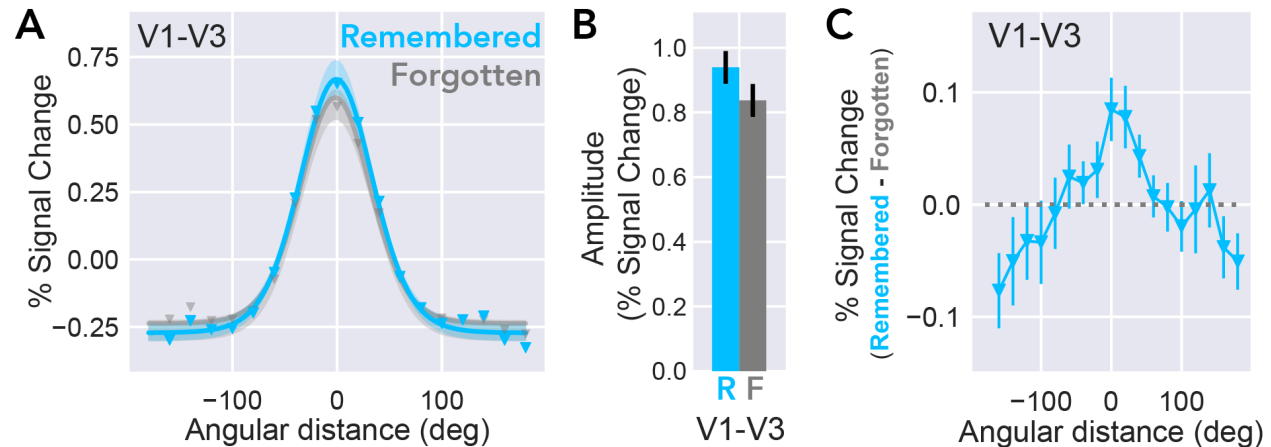 A
V1-V3
Remembered
Forgotten
% Signal Change
0.75
0.50
0.25
0.00
−0.25
−100
0
100
Angular distance (deg)
B
Amplitude
(% Signal Change)
1.0
0.8
0.6
0.4
0.2
0.0
R F
V1-V3
C
V1-V3
% Signal Change
(Remembered - Forgotten)
0.1
0.0
−0.1
−100
0
100
Angular distance (deg)